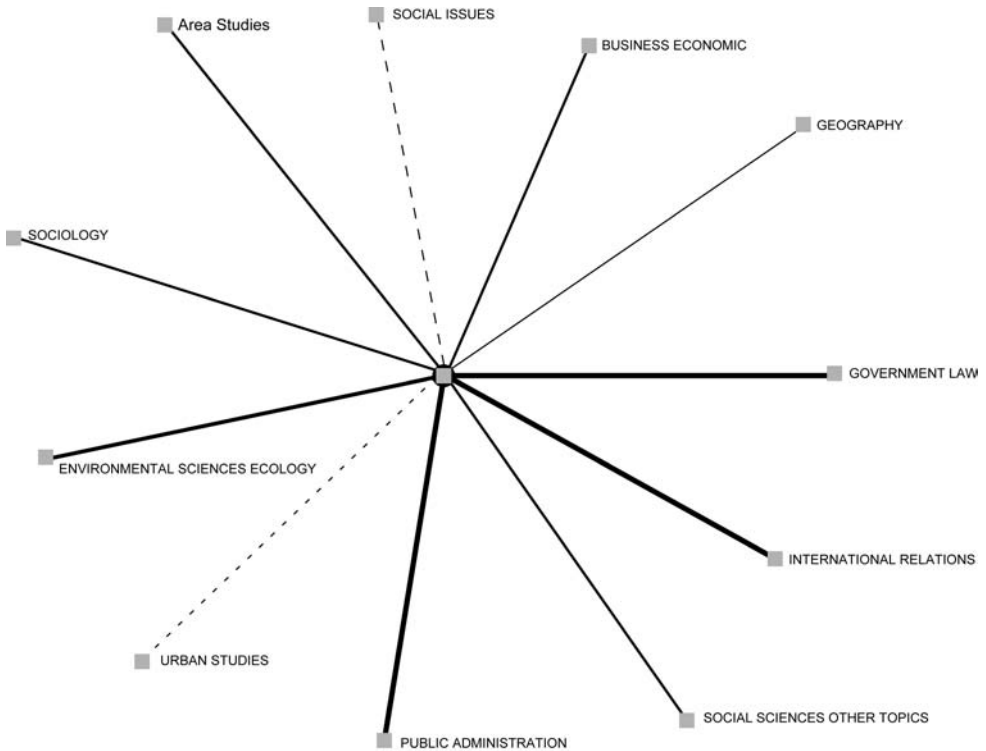 SOCIAL ISSUES
Area Studies
BUSINESS ECONOMIC
GEOGRAPHY
SOCIOLOGY
GOVERNMENT LAW
ENVIRONMENTAL SCIENCES ECOLOGY
INTERNATIONAL RELATIONS
URBAN STUDIES
SOCIAL SCIENCES OTHER TOPICS
PUBLIC ADMINISTRATION